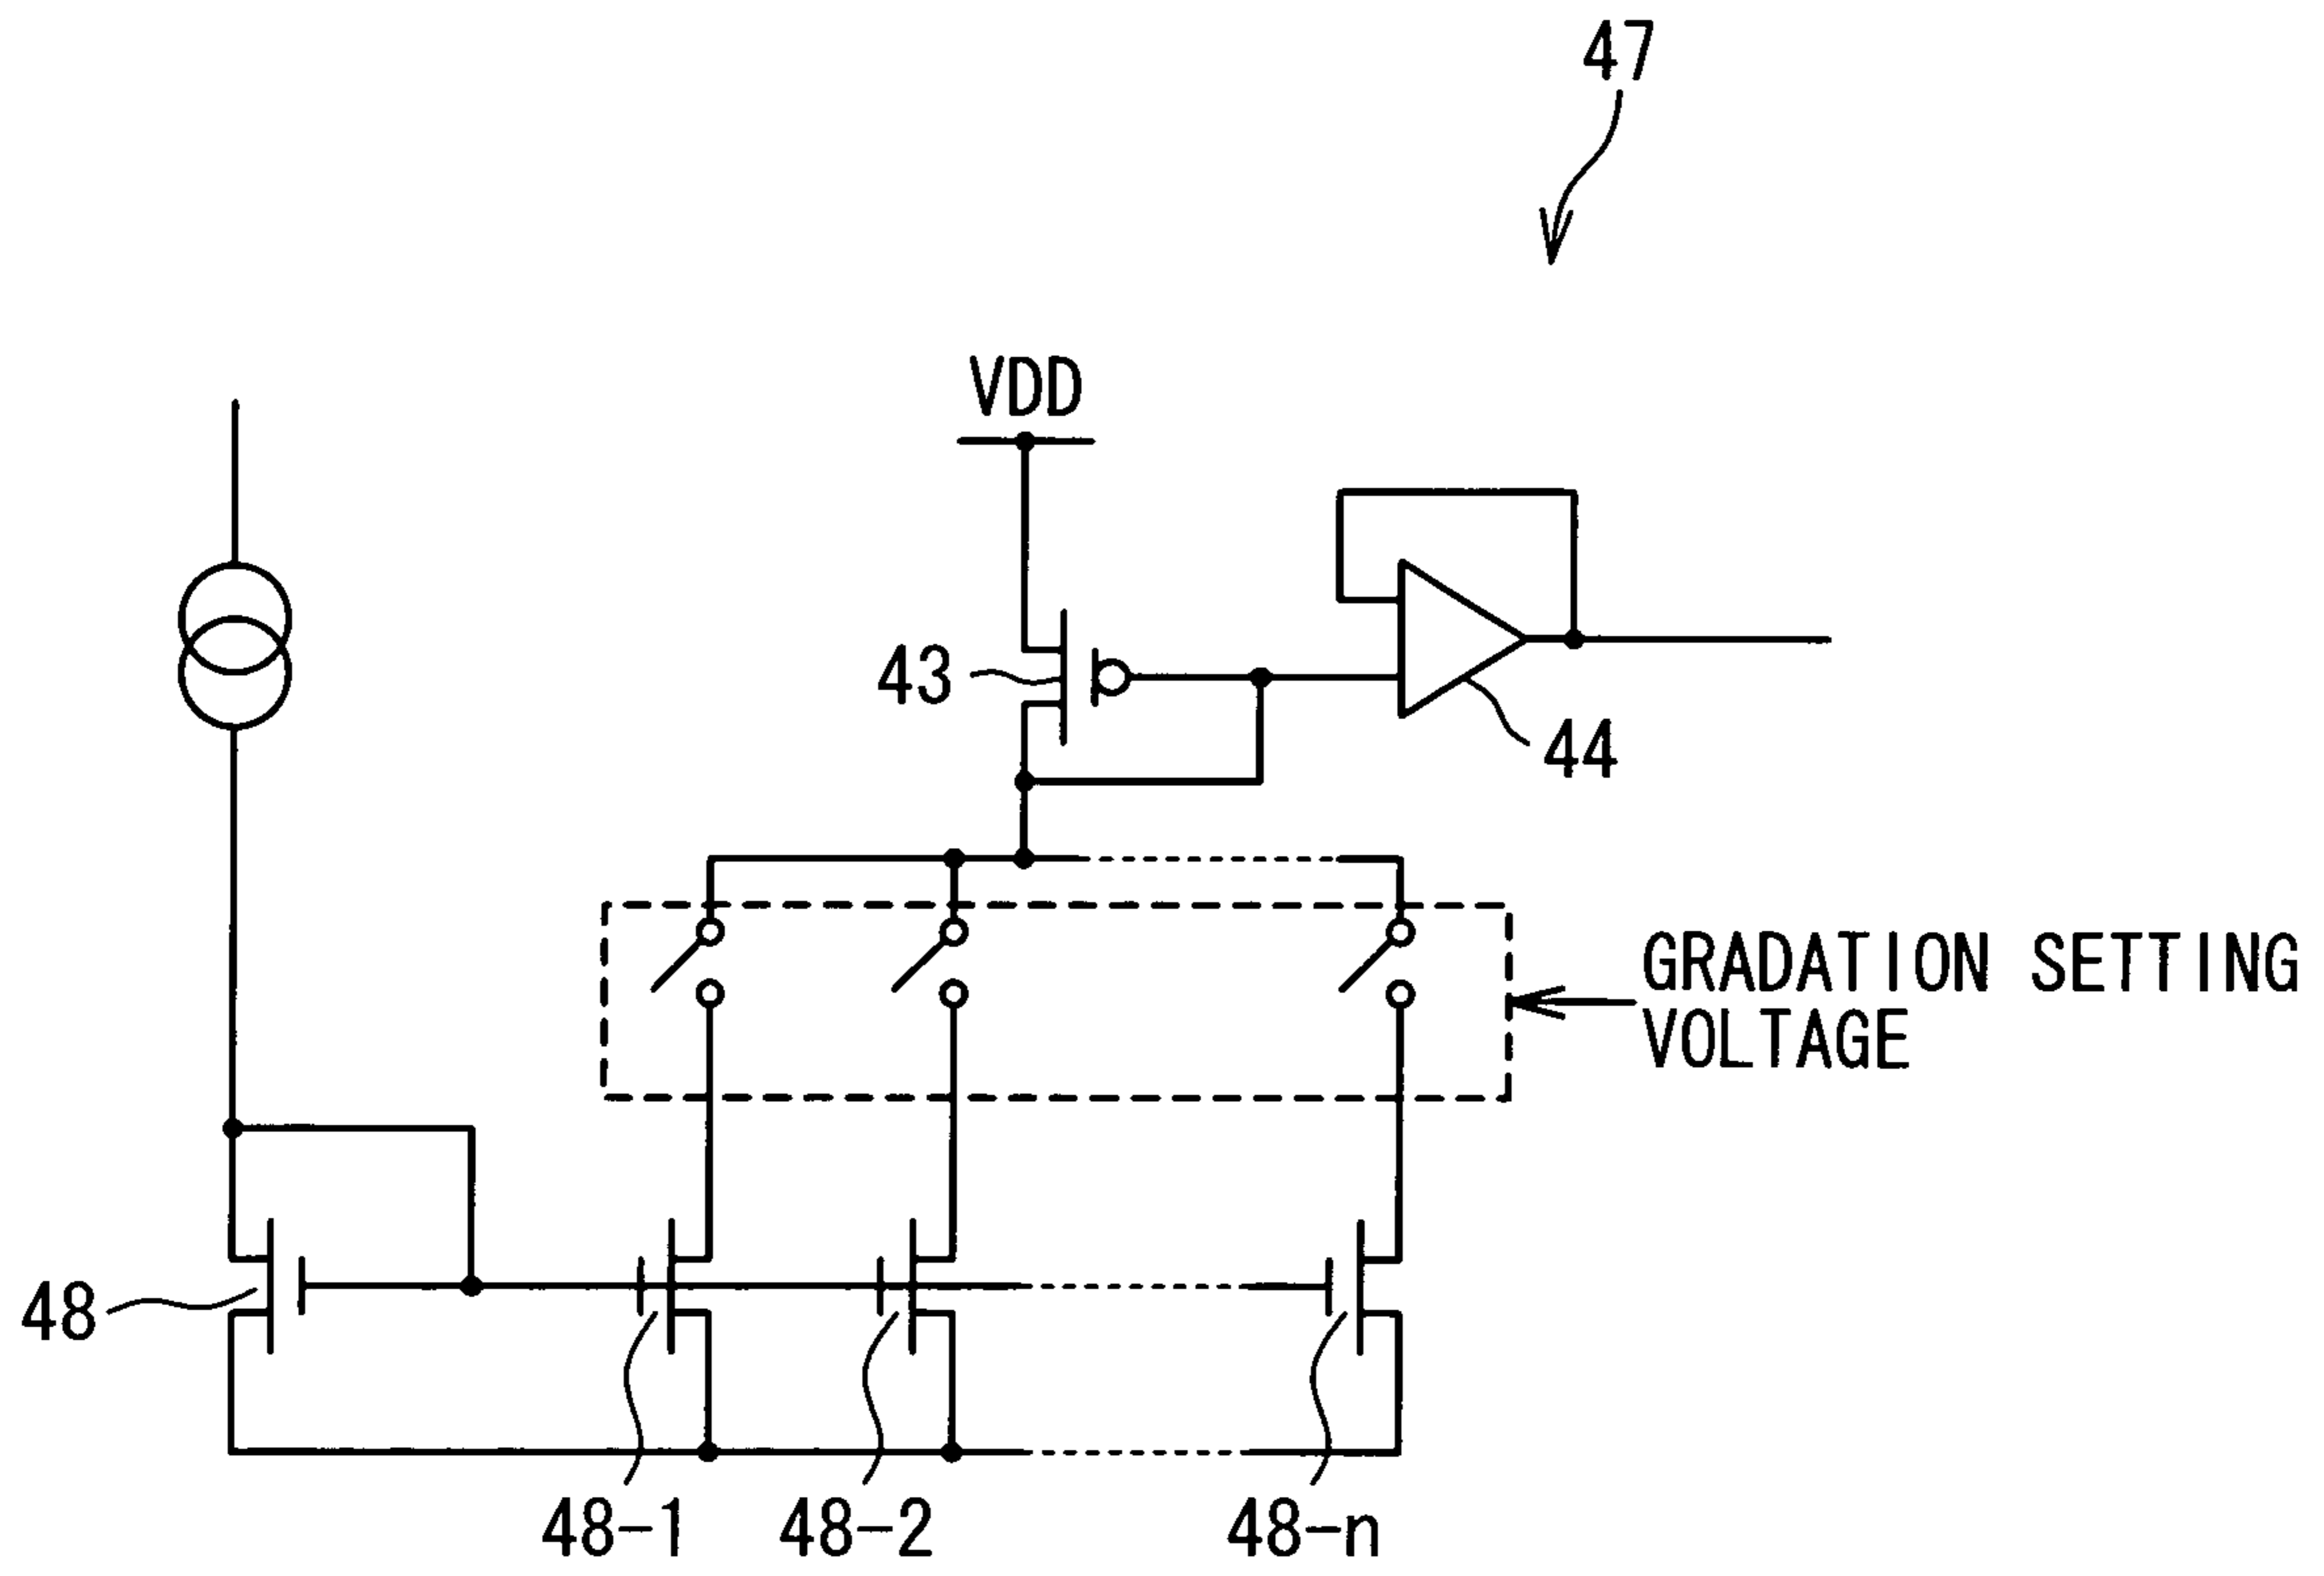 47
VDD
43
44
GRADATION SETTING
VOLTAGE
48
48-1
48-2
48-n